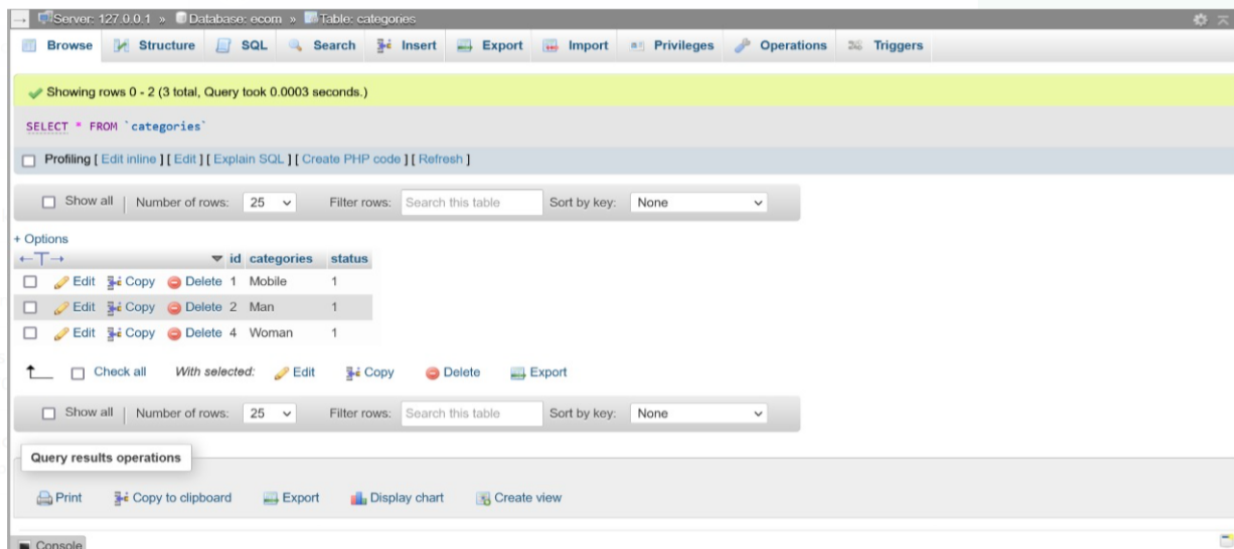 Server: 127.0.0.1 » Database: ecom » Table: categories
Browse Structure SQL Search Insert Export Import Privileges Operations Triggers
Showing rows 0 - 2 (3 total, Query took 0.0003 seconds.)
SELECT * FROM `categories`
Profiling [ Edit inline ] [ Edit ] [ Explain SQL ] [ Create PHP code ] [ Refresh ]
Show all | Number of rows: 25 Filter rows: Search this table Sort by key: None
+ Options
←T→ id categories status
Edit Copy Delete 1 Mobile 1
Edit Copy Delete 2 Man 1
Edit Copy Delete 4 Woman 1
Check all With selected: Edit Copy Delete Export
Show all | Number of rows: 25 Filter rows: Search this table Sort by key: None
Query results operations
Print Copy to clipboard Export Display chart Create view
Console